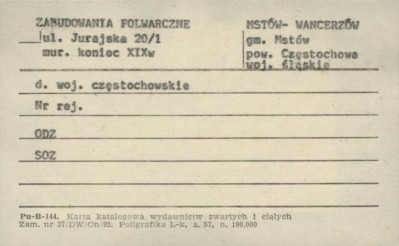 ZABUDOWANIA FOLWARCZNE
ul. Jurajska 20/1
mur. koniec XIXw
MSTÓW- WANCERZÓW
gm. Mstów
pow. Częstochowa
woj. śląskie
d. woj. częstochowskie
Nr rej.
ODZ
SOZ
Pu-B-144. Karta katalogowa wydawnictw zwartych i ciąłych
Zam. nr 37/DW/On/92. Poligrafika L-k, z. 57, n. 190.000